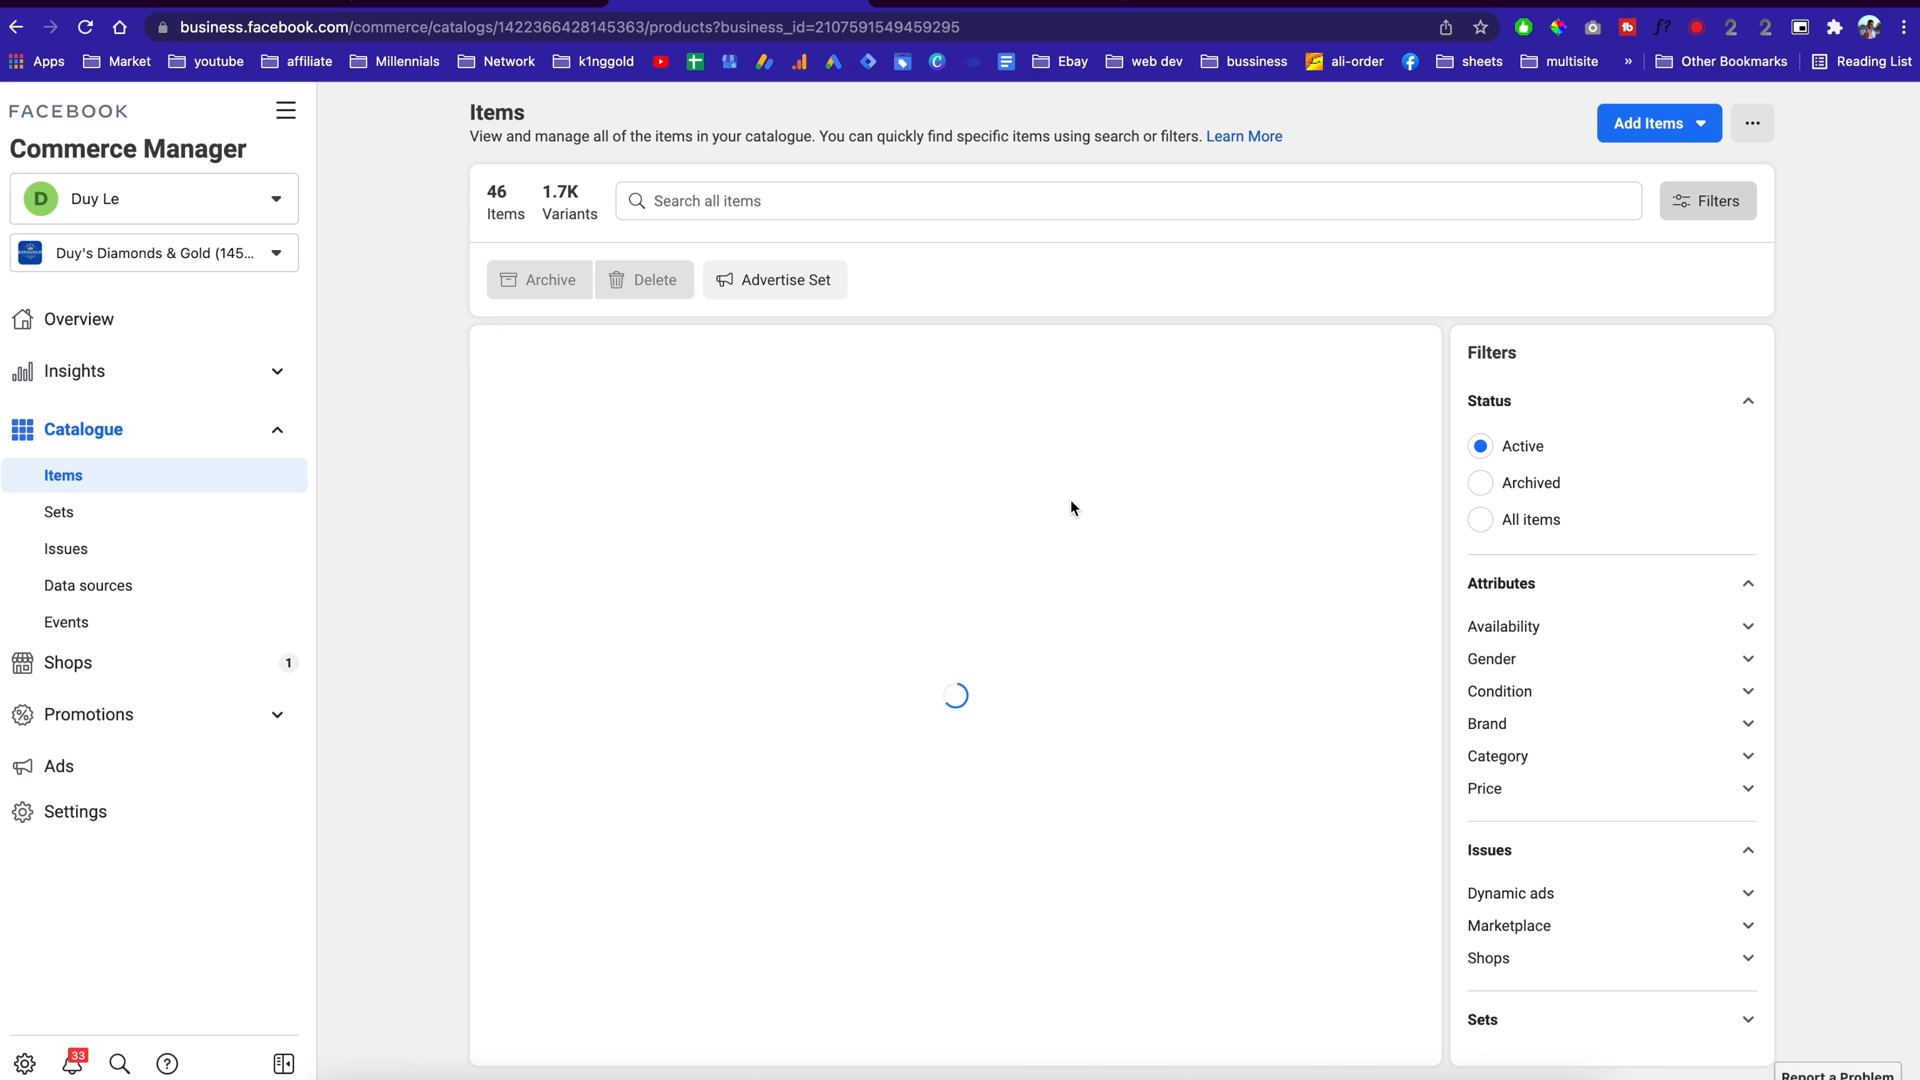 business.facebook.com/commerce/catalogs/1422366428145363/products?business_id=2107591549459295
Apps Market youtube affiliate Millennials Network k1nggold Ebay web dev bussiness ali-order sheets multisite » Other Bookmarks Reading List
FACEBOOK
Commerce Manager
D Duy Le
Duy's Diamonds & Gold (145...
Overview
Insights
Catalogue
Items
Sets
Issues
Data sources
Events
Shops 1
Promotions
Ads
Settings
33
Items
View and manage all of the items in your catalogue. You can quickly find specific items using search or filters. Learn More
Add Items
46 Items
1.7K Variants
Search all items
Filters
Archive
Delete
Advertise Set
Filters
Status
Active
Archived
All items
Attributes
Availability
Gender
Condition
Brand
Category
Price
Issues
Dynamic ads
Marketplace
Shops
Sets
Report a Problem